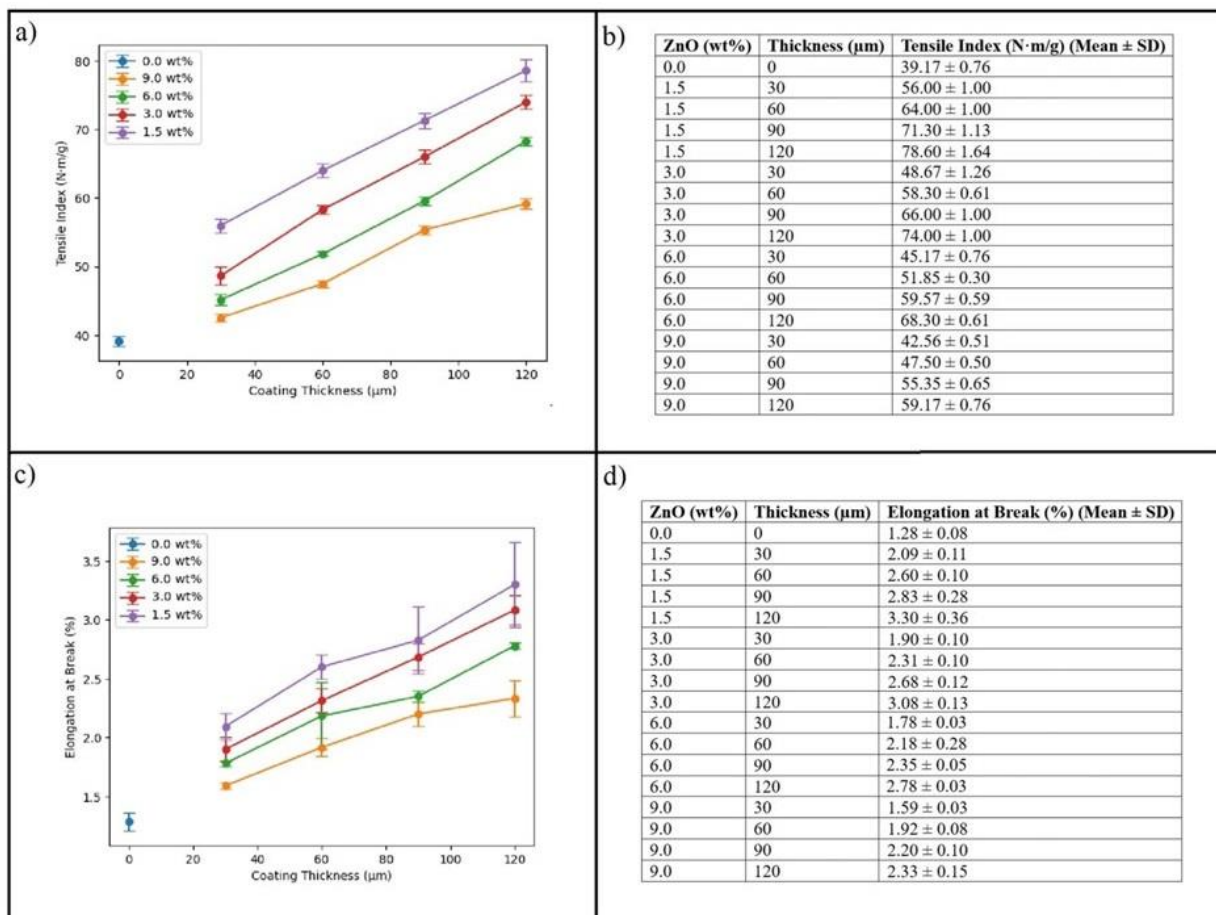 a)
80
70
60
50
40
Tensile Index (N·m/g)
0.0 wt%
9.0 wt%
6.0 wt%
3.0 wt%
1.5 wt%
0 20 40 60 80 100 120
Coating Thickness (µm)
b)
ZnO (wt%) Thickness (µm) Tensile Index (N·m/g) (Mean ± SD)
0.0 0 39.17 ± 0.76
1.5 30 56.00 ± 1.00
1.5 60 64.00 ± 1.00
1.5 90 71.30 ± 1.13
1.5 120 78.60 ± 1.64
3.0 30 48.67 ± 1.26
3.0 60 58.30 ± 0.61
3.0 90 66.00 ± 1.00
3.0 120 74.00 ± 1.00
6.0 30 45.17 ± 0.76
6.0 60 51.85 ± 0.30
6.0 90 59.57 ± 0.59
6.0 120 68.30 ± 0.61
9.0 30 42.56 ± 0.51
9.0 60 47.50 ± 0.50
9.0 90 55.35 ± 0.65
9.0 120 59.17 ± 0.76
c)
3.5
3.0
2.5
2.0
1.5
Elongation at Break (%)
0.0 wt%
9.0 wt%
6.0 wt%
3.0 wt%
1.5 wt%
0 20 40 60 80 100 120
Coating Thickness (µm)
d)
ZnO (wt%) Thickness (µm) Elongation at Break (%) (Mean ± SD)
0.0 0 1.28 ± 0.08
1.5 30 2.09 ± 0.11
1.5 60 2.60 ± 0.10
1.5 90 2.83 ± 0.28
1.5 120 3.30 ± 0.36
3.0 30 1.90 ± 0.10
3.0 60 2.31 ± 0.10
3.0 90 2.68 ± 0.12
3.0 120 3.08 ± 0.13
6.0 30 1.78 ± 0.03
6.0 60 2.18 ± 0.28
6.0 90 2.35 ± 0.05
6.0 120 2.78 ± 0.03
9.0 30 1.59 ± 0.03
9.0 60 1.92 ± 0.08
9.0 90 2.20 ± 0.10
9.0 120 2.33 ± 0.15